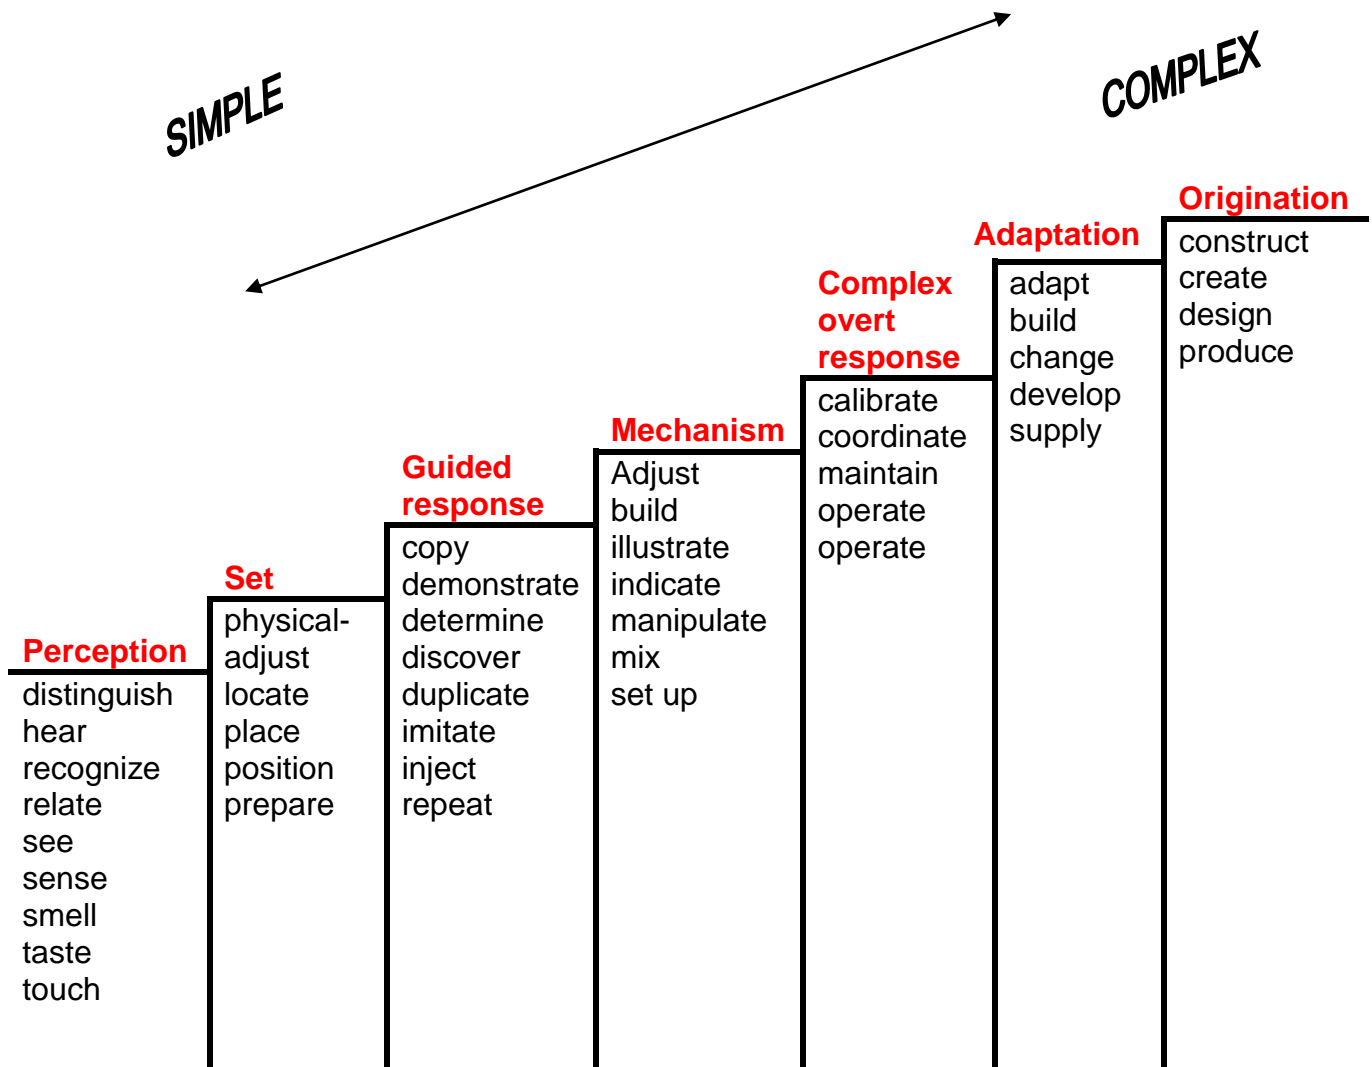 SIMPLE
COMPLEX
Perception
distinguish
hear
recognize
relate
see
sense
smell
taste
touch
Set
physical-
adjust
locate
place
position
prepare
Guided
response
copy
demonstrate
determine
discover
duplicate
imitate
inject
repeat
Mechanism
Adjust
build
illustrate
indicate
manipulate
mix
set up
Complex
overt
response
calibrate
coordinate
maintain
operate
operate
Adaptation
adapt
build
change
develop
supply
Origination
construct
create
design
produce